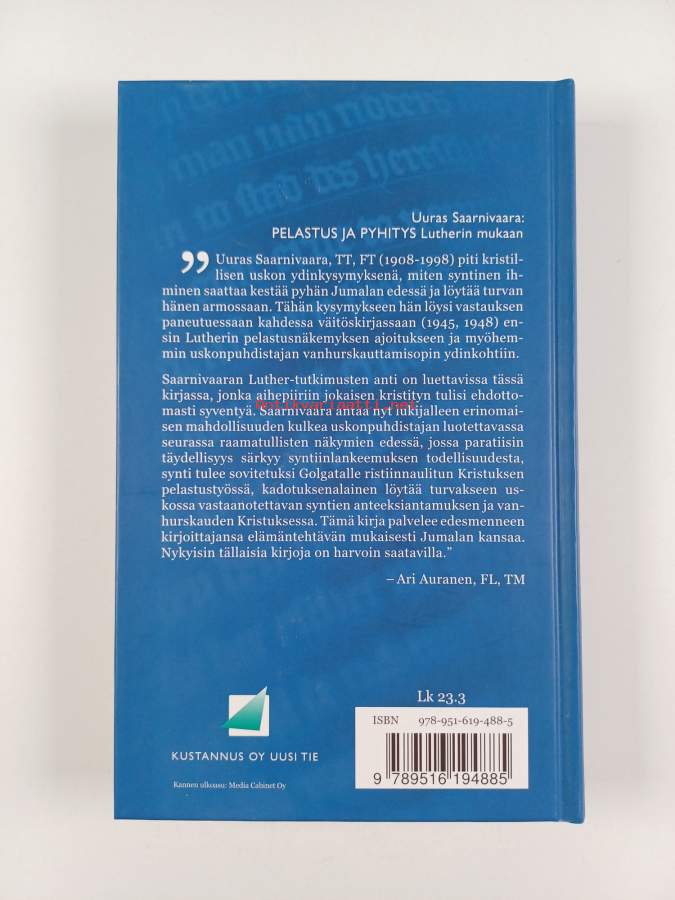 Uuras Saarnivaara:
PELASTUS JA PYHITYS Lutherin mukaan
” Uuras Saarnivaara, TT, FT (1908-1998) piti kristil-
lisen uskon ydinkysymyksenä, miten syntinen ih-
minen saattaa kestää pyhän Jumalan edessä ja löytää turvan
hänen armossaan. Tähän kysymykseen hän löysi vastauksen
paneutuessaan kahdessa väitöskirjassaan (1945, 1948) en-
sin Lutherin pelastusnäkemyksen ajoitukseen ja myöhem-
min uskonpuhdistajan vanhurskauttamisopin ydinkohtiin.
Saarnivaaran Luther-tutkimusten anti on luettavissa tässä
kirjassa, jonka aihepiiriin jokaisen kristityn tulisi ehdotto-
masti syventyä. Saarnivaara antaa nyt lukijalleen erinomai-
Antikvariaatti.net
sen mahdollisuuden kulkea uskonpuhdistajan luotettavassa
seurassa raamatullisten näkymien edessä, jossa paratiisin
täydellisyys särkyy syntiinlankeemuksen todellisuudesta,
synti tulee sovitetuksi Golgatalle ristiinnaulitun Kristuksen
pelastustyössä, kadotuksenalainen löytää turvakseen us-
kossa vastaanotettavan syntien anteeksiantamuksen ja van-
hurskauden Kristuksessa. Tämä kirja palvelee edesmenneen
kirjoittajansa elämäntehtävän mukaisesti Jumalan kansaa.
Nykyisin tällaisia kirjoja on harvoin saatavilla.”
– Ari Auranen, FL, TM
Lk 23.3
ISBN 978-951-619-488-5
9 789516 194885
KUSTANNUS OY UUSI TIE
Kannen ulkoasu: Media Cabinet Oy